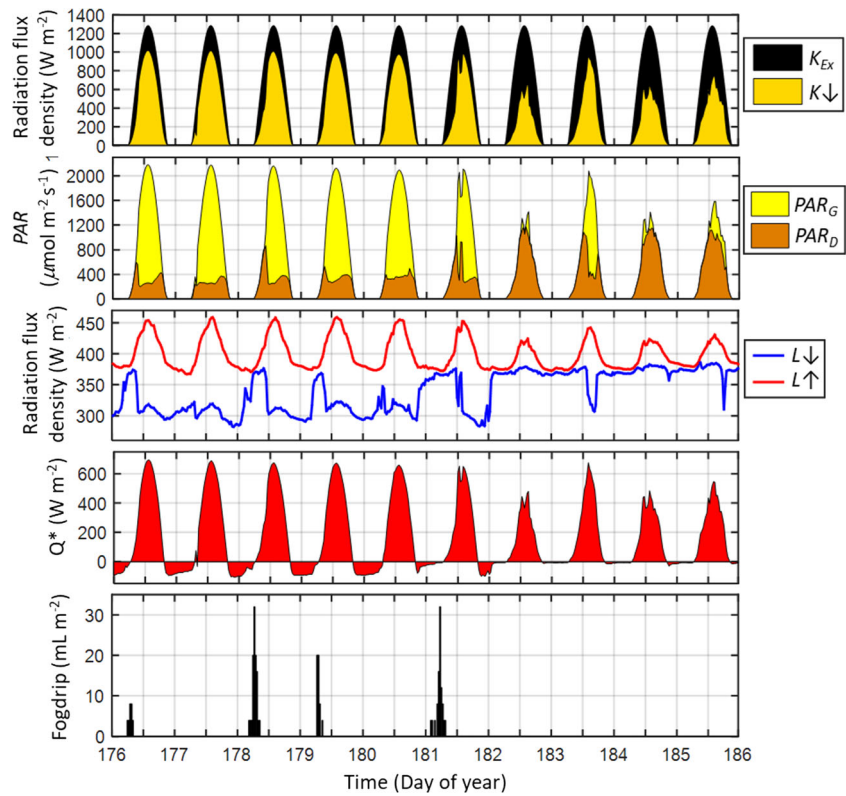 1400
1200
1000
800
600
400
200
0
Radiation flux
density (W m-2)
KEx
K↓
2000
1600
1200
800
400
0
PAR
(μmol m-2 s-1)
PARG
PARD
450
400
350
300
Radiation flux
density (W m-2)
L↓
L↑
600
400
200
0
Q* (W m-2)
30
20
10
0
Fogdrip (mL m-2)
176 177 178 179 180 181 182 183 184 185 186
Time (Day of year)